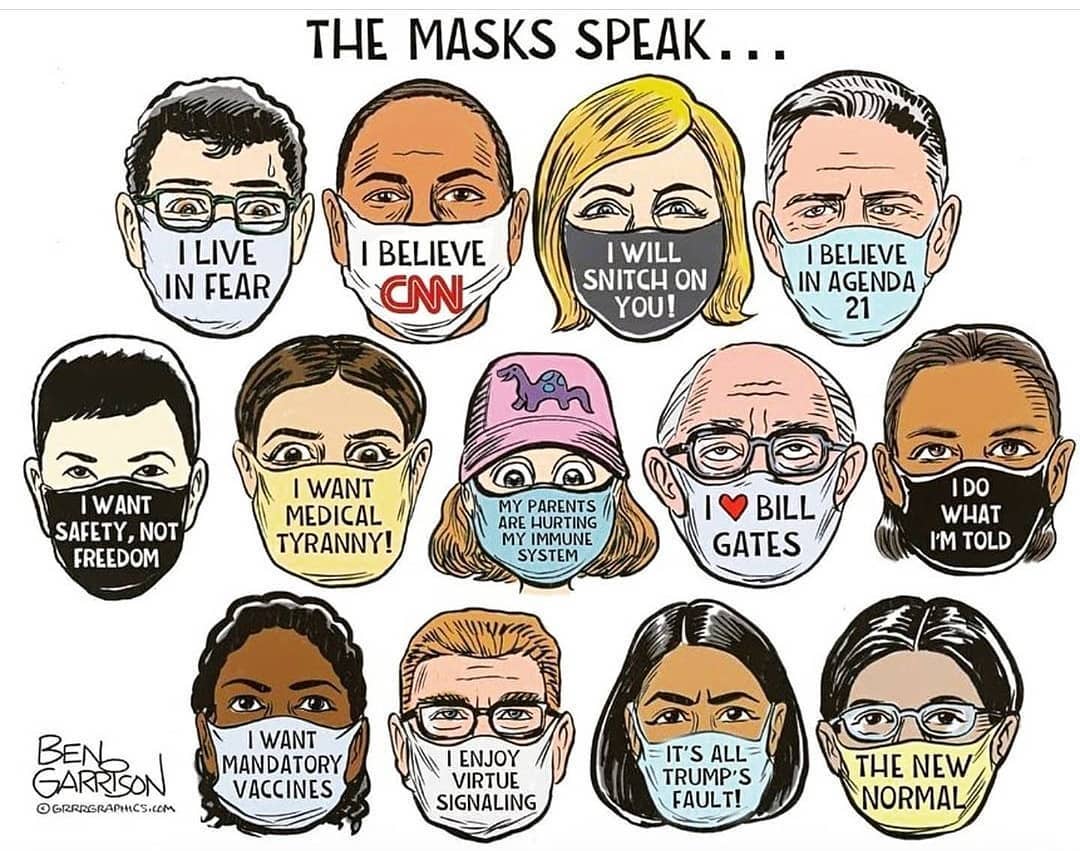 THE MASKS SPEAK...
I LIVE
IN FEAR
I BELIEVE
CNN
I WILL
SNITCH ON
YOU!
I BELIEVE
IN AGENDA
21
I WANT
SAFETY, NOT
FREEDOM
I WANT
MEDICAL
TYRANNY!
MY PARENTS
ARE HURTING
MY IMMUNE
SYSTEM
I ❤ BILL
GATES
I DO
WHAT
I'M TOLD
I WANT
MANDATORY
VACCINES
I ENJOY
VIRTUE
SIGNALING
IT'S ALL
TRUMP'S
FAULT!
THE NEW
NORMAL
BEN
GARRISON
©GRRRGRAPHICS.COM